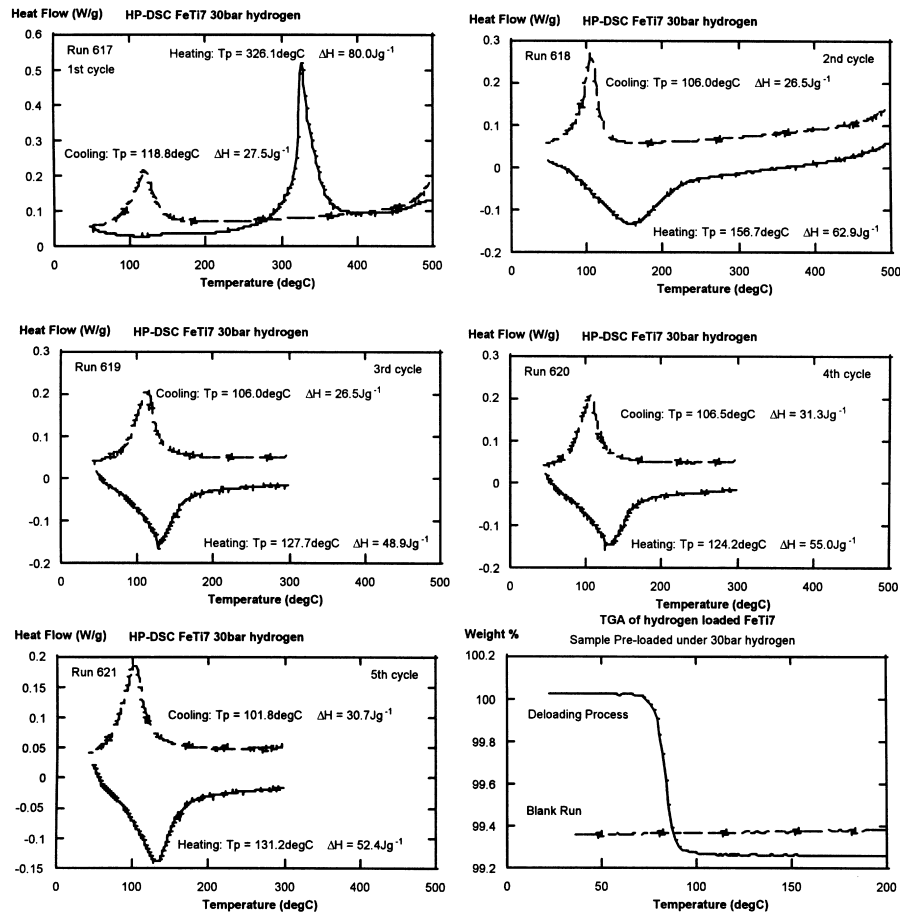 Heat Flow (W/g) HP-DSC FeTi7 30bar hydrogen
0.6
0.5
0.4
0.3
0.2
0.1
0
Run 617
1st cycle
Heating: Tp = 326.1degC ΔH = 80.0Jg⁻¹
Cooling: Tp = 118.8degC ΔH = 27.5Jg⁻¹
0 100 200 300 400 500
Temperature (degC)
Heat Flow (W/g) HP-DSC FeTi7 30bar hydrogen
0.3
0.2
0.1
0
-0.1
-0.2
Run 618 2nd cycle
Cooling: Tp = 106.0degC ΔH = 26.5Jg⁻¹
Heating: Tp = 156.7degC ΔH = 62.9Jg⁻¹
0 100 200 300 400 500
Temperature (degC)
Heat Flow (W/g) HP-DSC FeTi7 30bar hydrogen
0.3
0.2
0.1
0
-0.1
-0.2
Run 619 3rd cycle
Cooling: Tp = 106.0degC ΔH = 26.5Jg⁻¹
Heating: Tp = 127.7degC ΔH = 48.9Jg⁻¹
0 100 200 300 400 500
Temperature (degC)
Heat Flow (W/g) HP-DSC FeTi7 30bar hydrogen
0.3
0.2
0.1
0
-0.1
-0.2
Run 620 4th cycle
Cooling: Tp = 106.5degC ΔH = 31.3Jg⁻¹
Heating: Tp = 124.2degC ΔH = 55.0Jg⁻¹
0 100 200 300 400 500
Temperature (degC)
Heat Flow (W/g) HP-DSC FeTi7 30bar hydrogen
0.2
0.15
0.1
0.05
0
-0.05
-0.1
-0.15
Run 621 5th cycle
Cooling: Tp = 101.8degC ΔH = 30.7Jg⁻¹
Heating: Tp = 131.2degC ΔH = 52.4Jg⁻¹
0 100 200 300 400 500
Temperature (degC)
TGA of hydrogen loaded FeTi7
Weight % Sample Pre-loaded under 30bar hydrogen
100.2
100
99.8
99.6
99.4
99.2
Deloading Process
Blank Run
0 50 100 150 200
Temperature (degC)